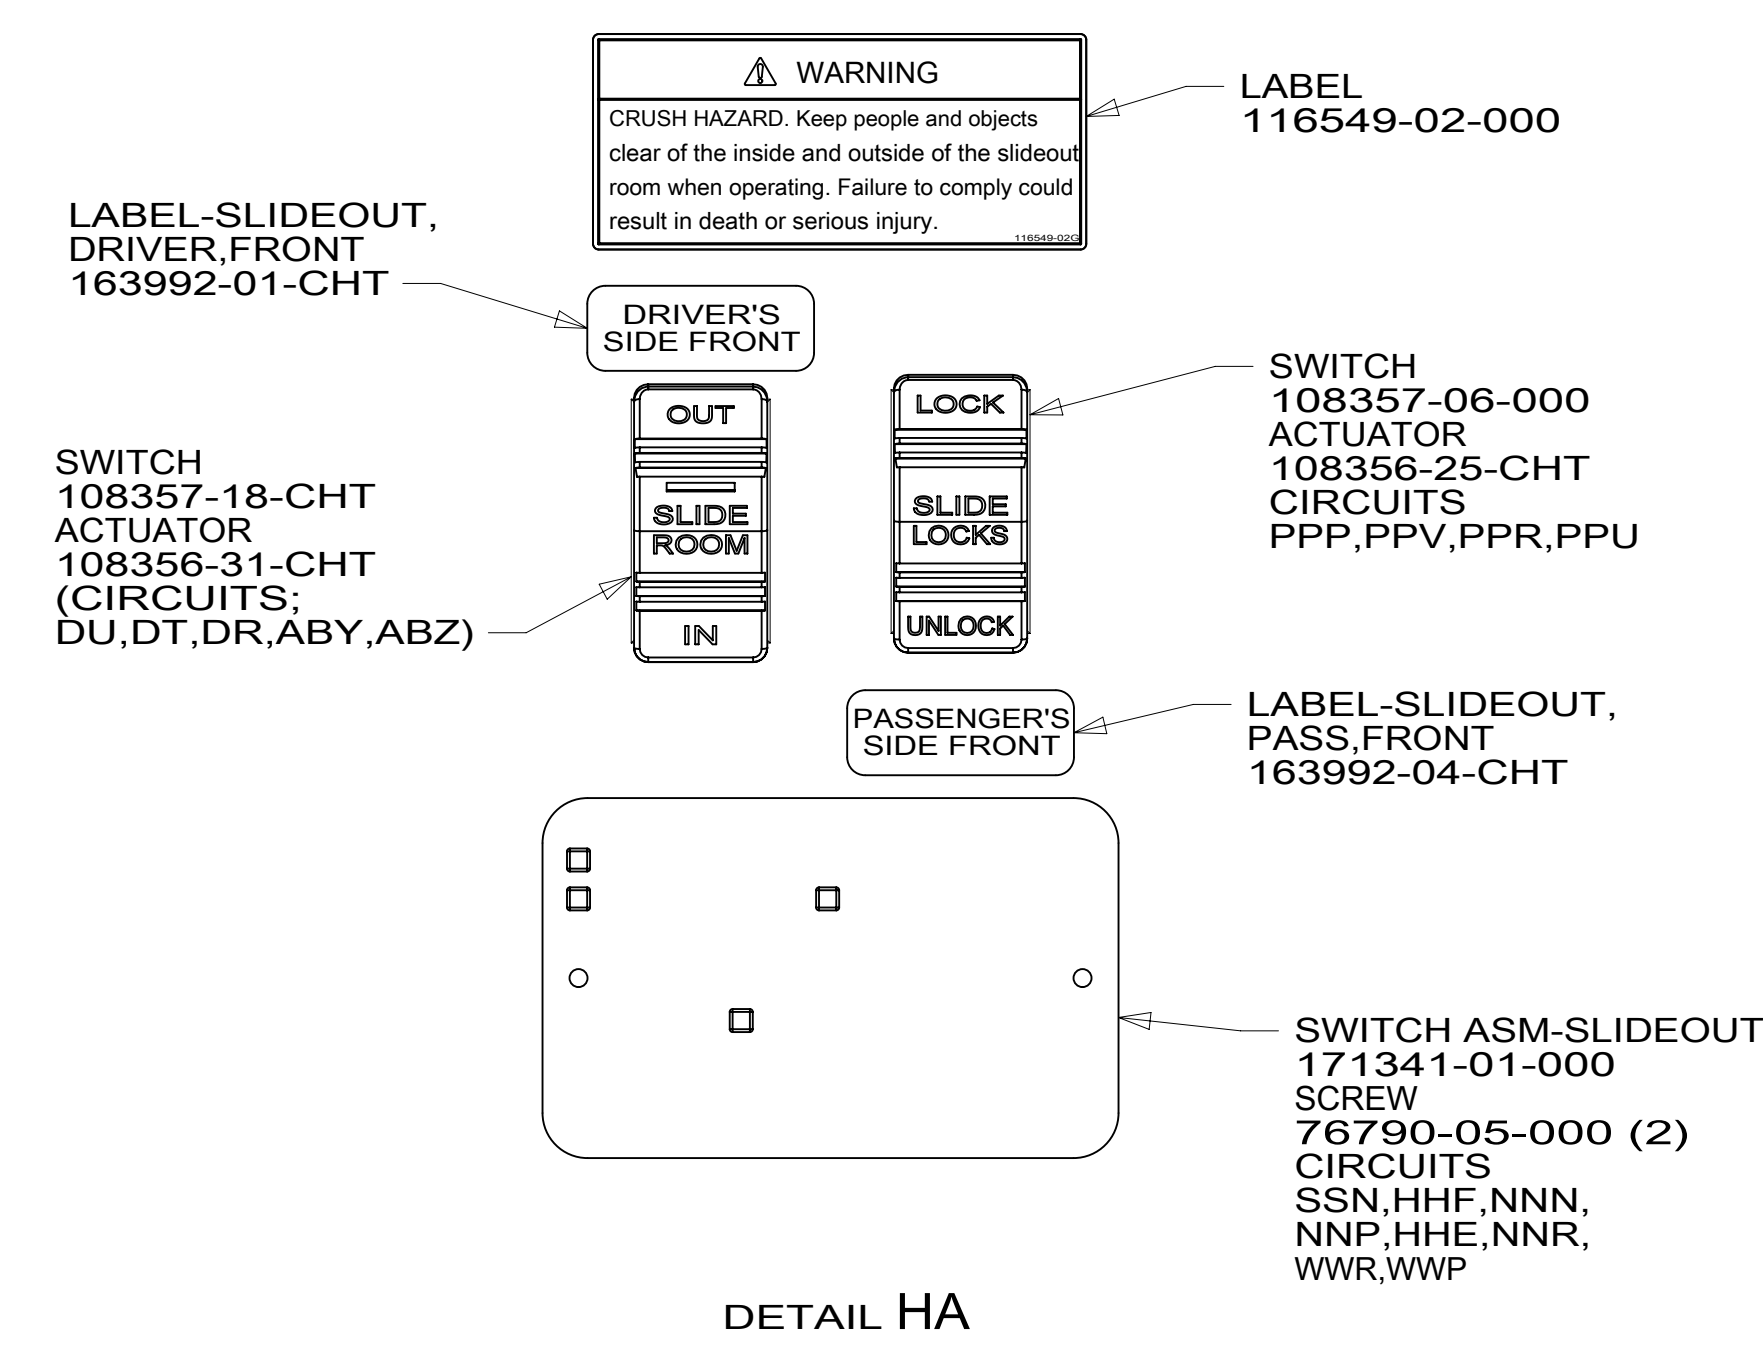 WARNING
CRUSH HAZARD. Keep people and objects
clear of the inside and outside of the slideout
room when operating. Failure to comply could
result in death or serious injury.
116549-02G
LABEL
116549-02-000
LABEL-SLIDEOUT,
DRIVER,FRONT
163992-01-CHT
DRIVER'S
SIDE FRONT
SWITCH
108357-18-CHT
ACTUATOR
108356-31-CHT
(CIRCUITS;
DU,DT,DR,ABY,ABZ)
OUT
SLIDE
ROOM
IN
LOCK
SLIDE
LOCKS
UNLOCK
SWITCH
108357-06-000
ACTUATOR
108356-25-CHT
CIRCUITS
PPP,PPV,PPR,PPU
PASSENGER'S
SIDE FRONT
LABEL-SLIDEOUT,
PASS,FRONT
163992-04-CHT
SWITCH ASM-SLIDEOUT
171341-01-000
SCREW
76790-05-000 (2)
CIRCUITS
SSN,HHF,NNN,
NNP,HHE,NNR,
WWR,WWP
DETAIL HA